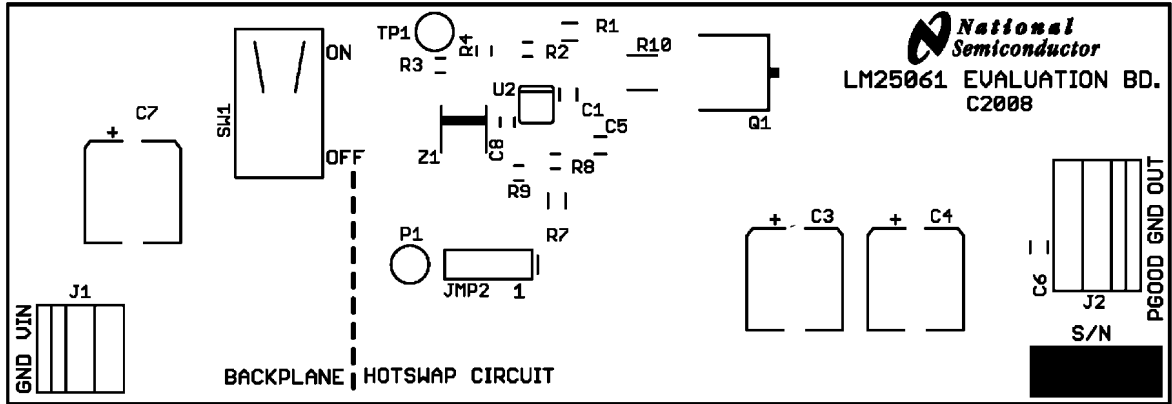 National
Semiconductor
LM25061 EVALUATION BD.
C2008
TP1
R4
R1
R2
R10
R3
ON
SW1
OFF
C7
+
U2
C1
C5
Q1
Z1
C8
R8
R9
R7
P1
JMP2
1
+
C3
+
C4
C6
J2
PGOOD GND OUT
S/N
J1
GND VIN
BACKPLANE
HOTSWAP CIRCUIT